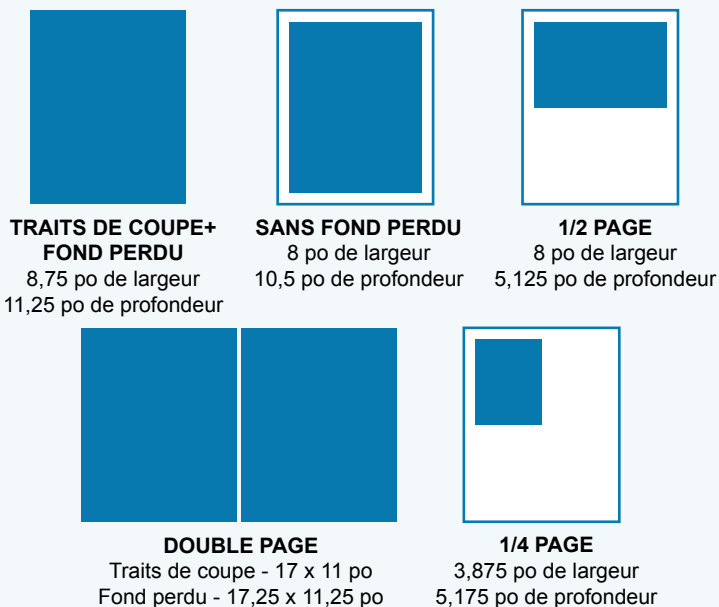 TRAITS DE COUPE+
FOND PERDU
8,75 po de largeur
11,25 po de profondeur
SANS FOND PERDU
8 po de largeur
10,5 po de profondeur
1/2 PAGE
8 po de largeur
5,125 po de profondeur
DOUBLE PAGE
Traits de coupe - 17 x 11 po
Fond perdu - 17,25 x 11,25 po
1/4 PAGE
3,875 po de largeur
5,175 po de profondeur